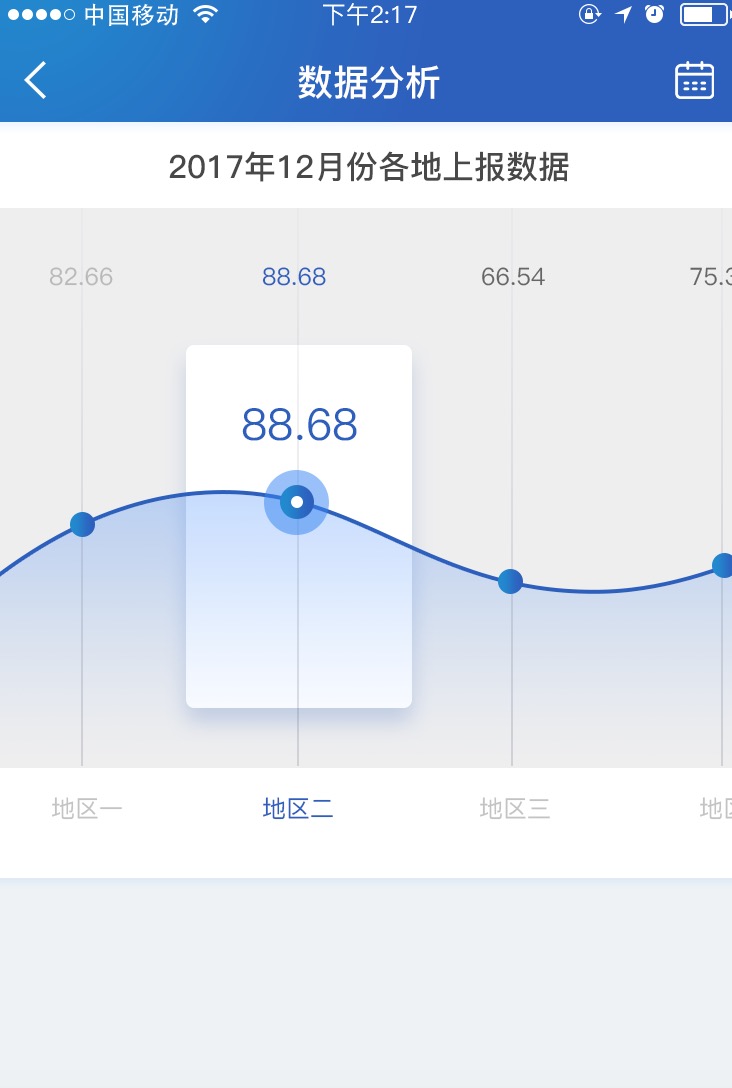 中国移动 下午2:17
数据分析
2017年12月份各地上报数据
82.66 88.68 66.54 75.3
88.68
地区一 地区二 地区三 地